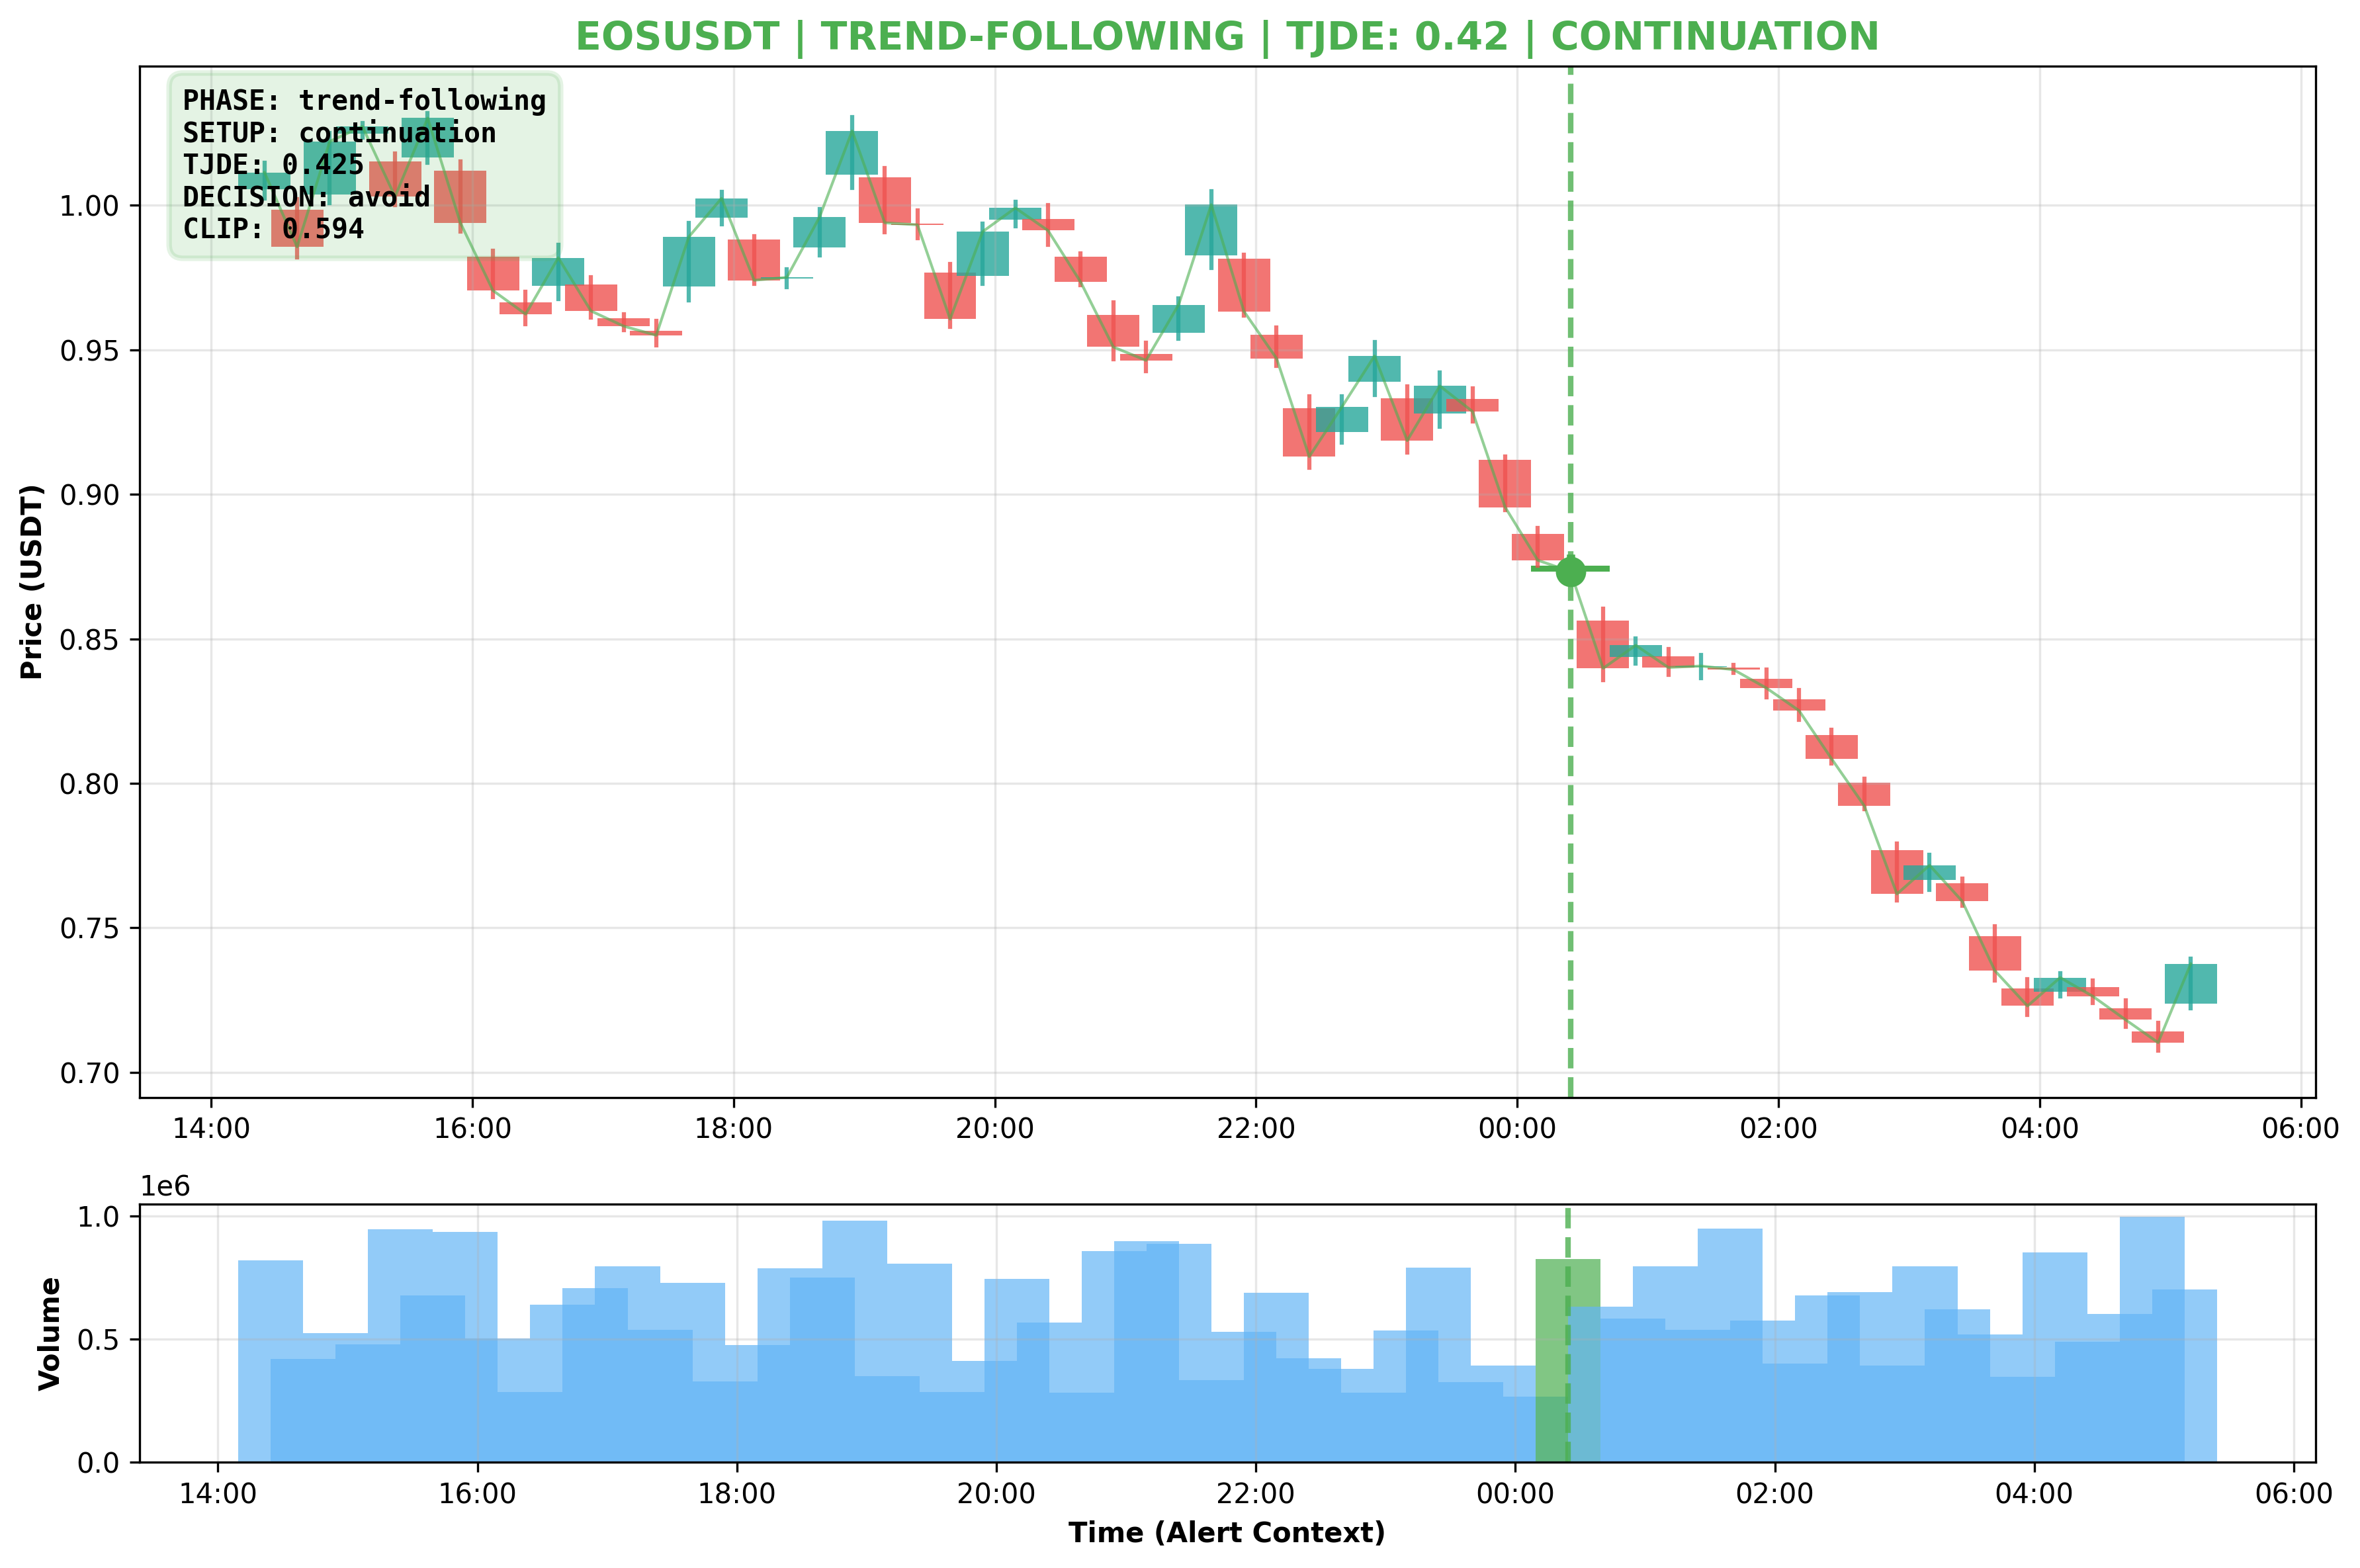 EOSUSDT | TREND-FOLLOWING | TJDE: 0.42 | CONTINUATION
PHASE: trend-following
SETUP: continuation
TJDE: 0.425
DECISION: avoid
CLIP: 0.594
Price (USDT)
1.00
0.95
0.90
0.85
0.80
0.75
0.70
14:00 16:00 18:00 20:00 22:00 00:00 02:00 04:00 06:00
1e6
Volume
1.0
0.5
0.0
14:00 16:00 18:00 20:00 22:00 00:00 02:00 04:00 06:00
Time (Alert Context)